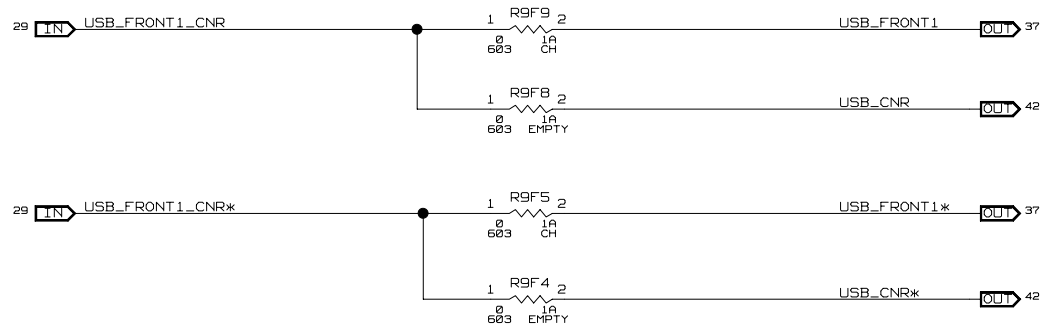 R9F9
29 IN USB_FRONT1_CNR 1 2 USB_FRONT1 OUT 37
0 1A
603 CH
R9F8
1 2 USB_CNR OUT 42
0 1A
603 EMPTY
R9F5
29 IN USB_FRONT1_CNR* 1 2 USB_FRONT1* OUT 37
0 1A
603 CH
R9F4
1 2 USB_CNR* OUT 42
0 1A
603 EMPTY